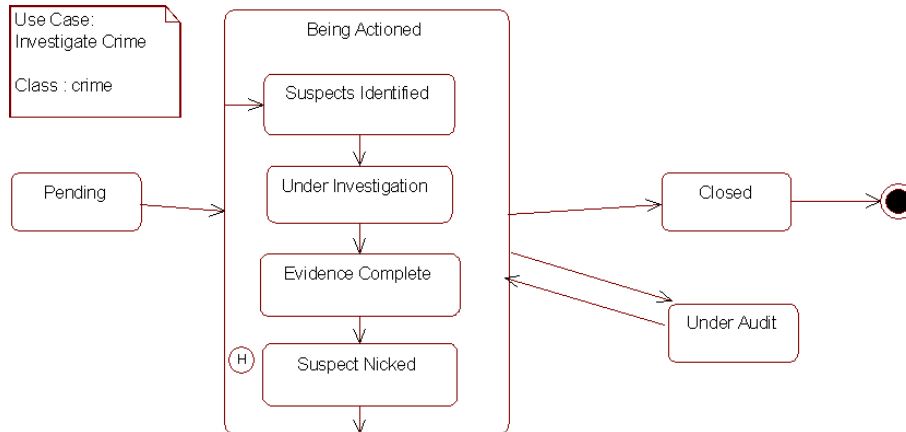 Use Case:
Investigate Crime
Class : crime
Being Actioned
Suspects Identified
Under Investigation
Pending
Closed
Evidence Complete
Under Audit
H
Suspect Nicked